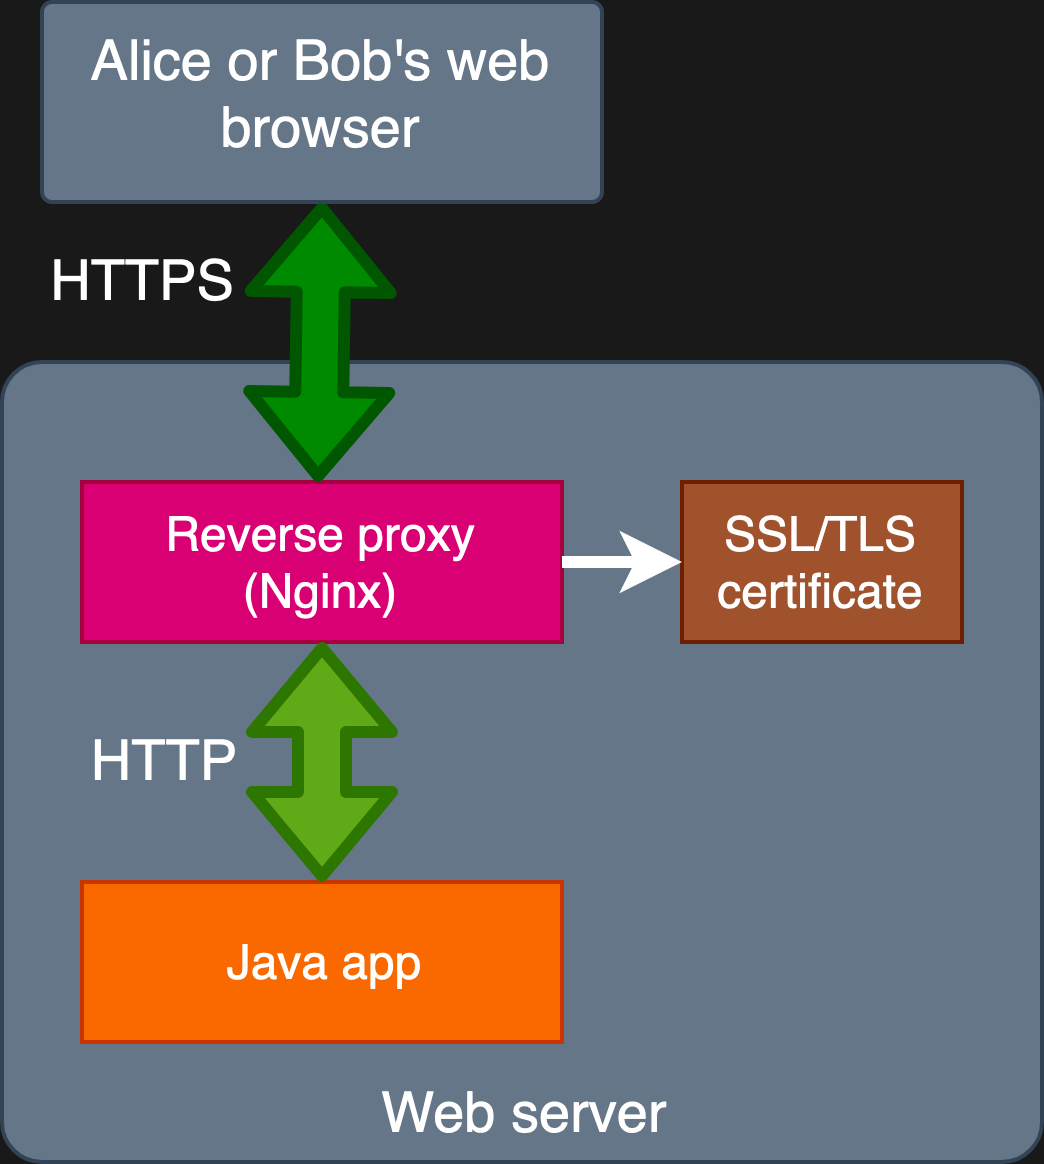 Alice or Bob's web
browser
HTTPS
Reverse proxy
(Nginx)
SSL/TLS
certificate
HTTP
Java app
Web server